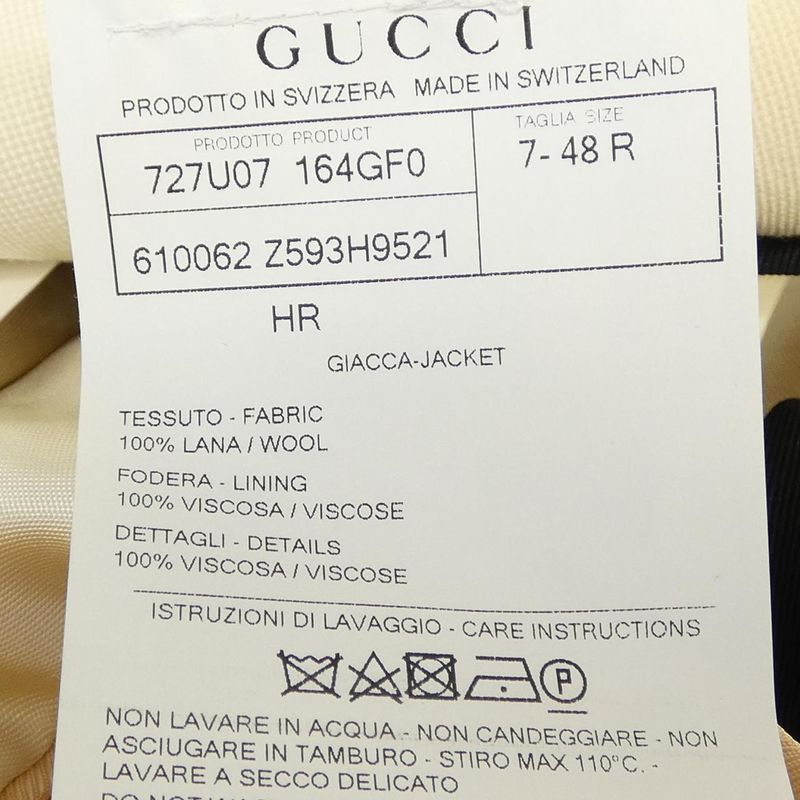 GUCCI
PRODOTTO IN SVIZZERA MADE IN SWITZERLAND
PRODOTTO PRODUCT
727U07 164GF0
TAGLIA SIZE
7- 48 R
610062 Z593H9521
HR
GIACCA-JACKET
TESSUTO - FABRIC
100% LANA / WOOL
FODERA - LINING
100% VISCOSA / VISCOSE
DETTAGLI - DETAILS
100% VISCOSA / VISCOSE
ISTRUZIONI DI LAVAGGIO - CARE INSTRUCTIONS
P
NON LAVARE IN ACQUA - NON CANDEGGIARE - NON
ASCIUGARE IN TAMBURO - STIRO MAX 110°C. -
LAVARE A SECCO DELICATO